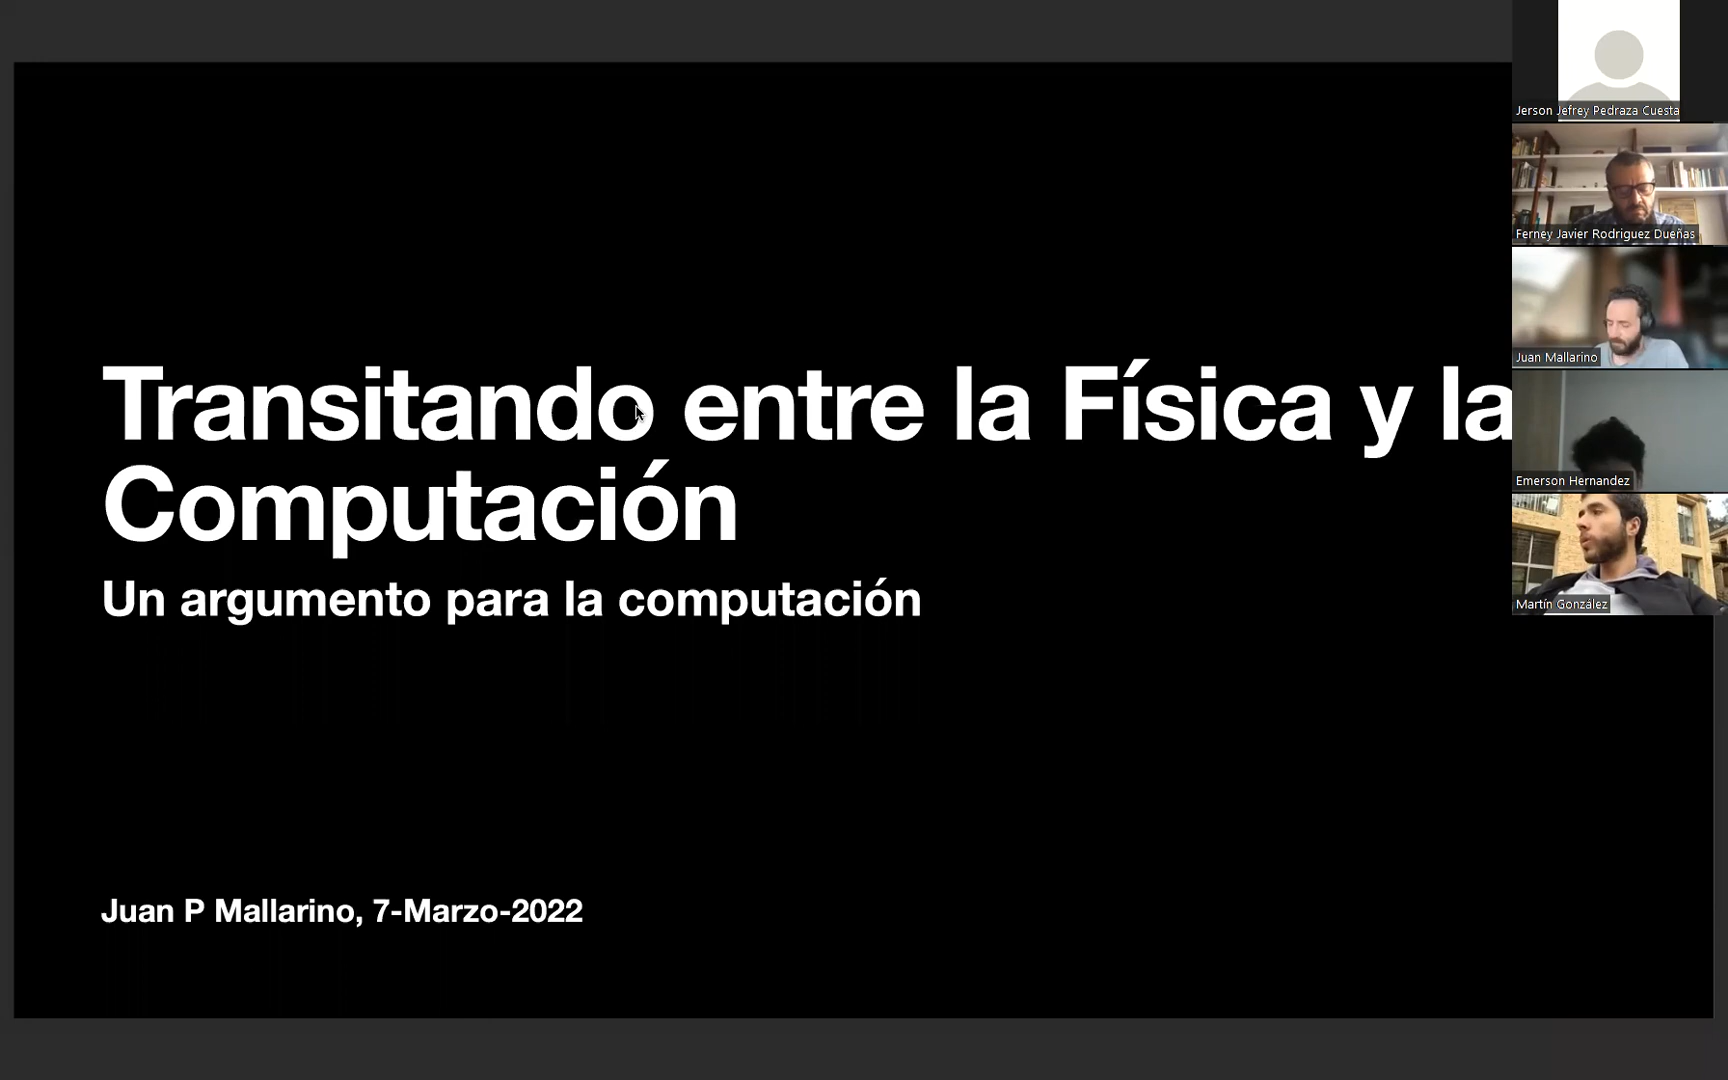 Transitando entre la Física y la
Computación
Un argumento para la computación
Juan P Mallarino, 7-Marzo-2022
Jerson Jefrey Pedraza Cuesta
Ferney Javier Rodriguez Dueñas
Juan Mallarino
Emerson Hernandez
Martín González